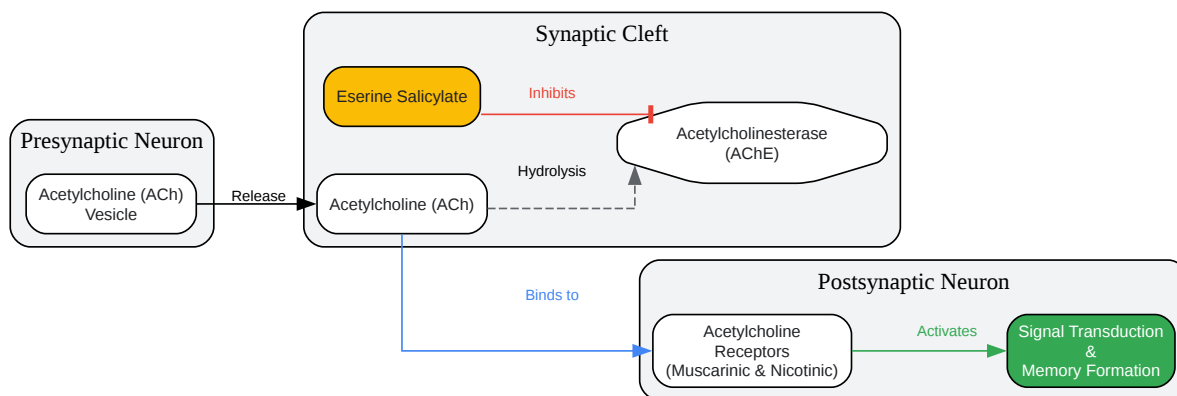 Synaptic Cleft
Eserine Salicylate
Inhibits
Acetylcholinesterase
(AChE)
Presynaptic Neuron
Acetylcholine (ACh)
Vesicle
Release
Acetylcholine (ACh)
Hydrolysis
Binds to
Postsynaptic Neuron
Acetylcholine
Receptors
(Muscarinic & Nicotinic)
Activates
Signal Transduction
&
Memory Formation